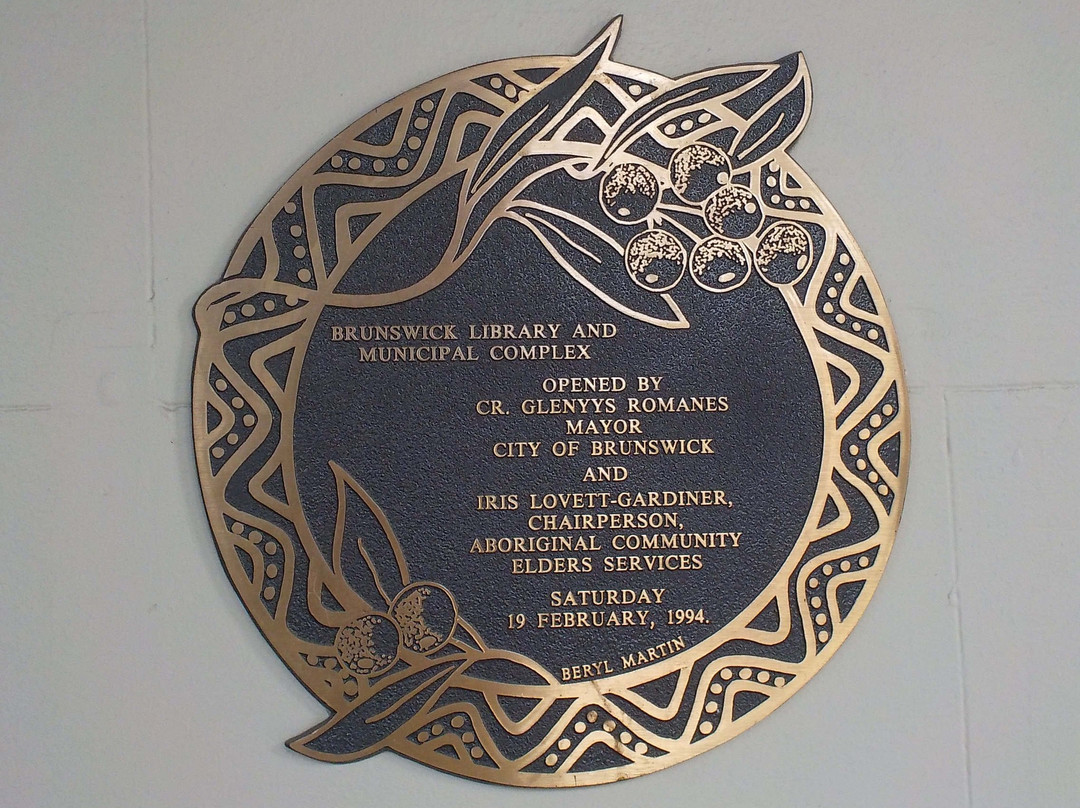 BRUNSWICK LIBRARY AND
MUNICIPAL COMPLEX
OPENED BY
CR. GLENYYS ROMANES
MAYOR
CITY OF BRUNSWICK
AND
IRIS LOVETT-GARDINER,
CHAIRPERSON,
ABORIGINAL COMMUNITY
ELDERS SERVICES
SATURDAY
19 FEBRUARY, 1994.
BERYL MARTIN